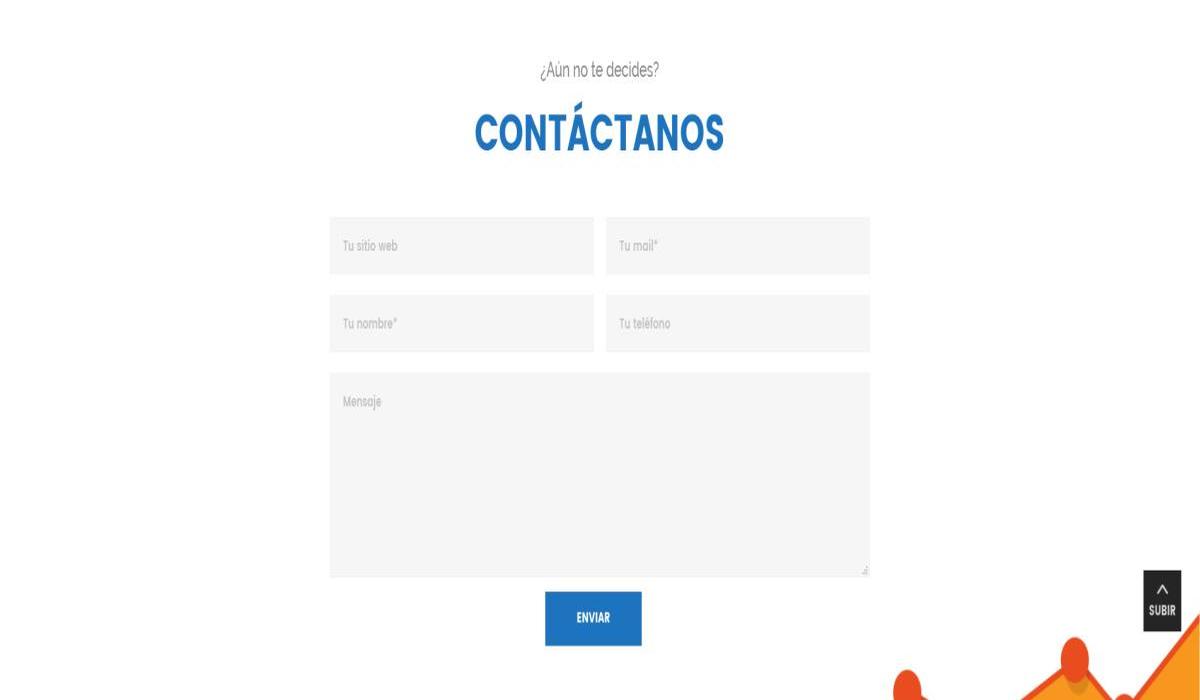 ¿Aún no te decides?
CONTÁCTANOS
Tu sitio web
Tu mail*
Tu nombre*
Tu teléfono
Mensaje
ENVIAR
SUBIR